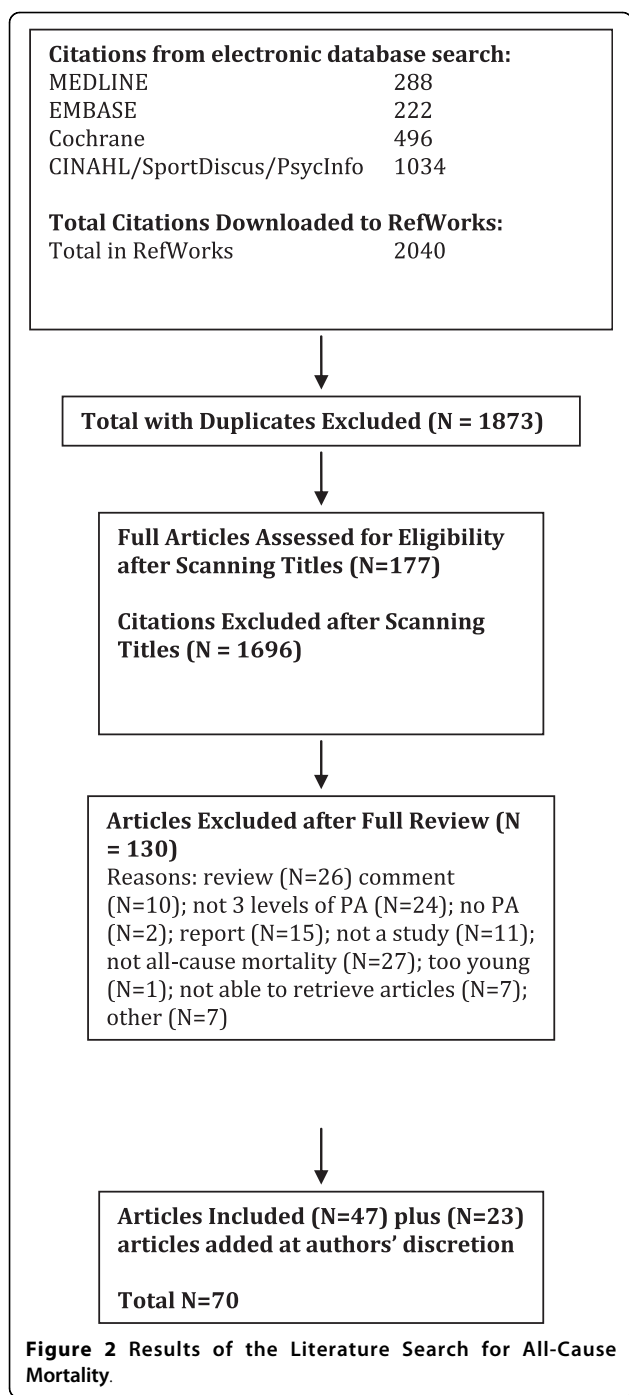 Citations from electronic database search:
MEDLINE 288
EMBASE 222
Cochrane 496
CINAHL/SportDiscus/PsycInfo 1034
Total Citations Downloaded to RefWorks:
Total in RefWorks 2040
Total with Duplicates Excluded (N = 1873)
Full Articles Assessed for Eligibility
after Scanning Titles (N=177)
Citations Excluded after Scanning
Titles (N = 1696)
Articles Excluded after Full Review (N
= 130)
Reasons: review (N=26) comment
(N=10); not 3 levels of PA (N=24); no PA
(N=2); report (N=15); not a study (N=11);
not all-cause mortality (N=27); too young
(N=1); not able to retrieve articles (N=7);
other (N=7)
Articles Included (N=47) plus (N=23)
articles added at authors’ discretion
Total N=70
Figure 2 Results of the Literature Search for All-Cause
Mortality.